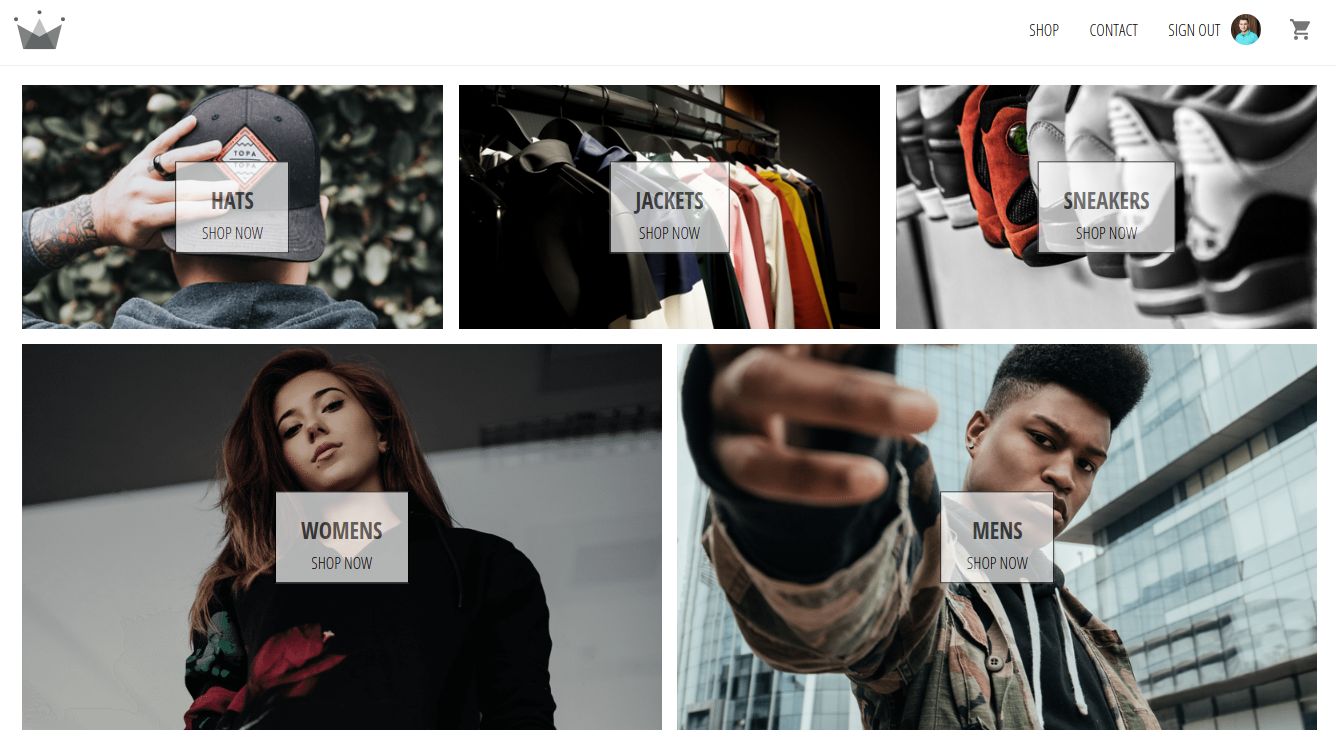 SHOP
CONTACT
SIGN OUT
TOPA
TOPA
HATS
SHOP NOW
JACKETS
SHOP NOW
SNEAKERS
SHOP NOW
WOMENS
SHOP NOW
MENS
SHOP NOW